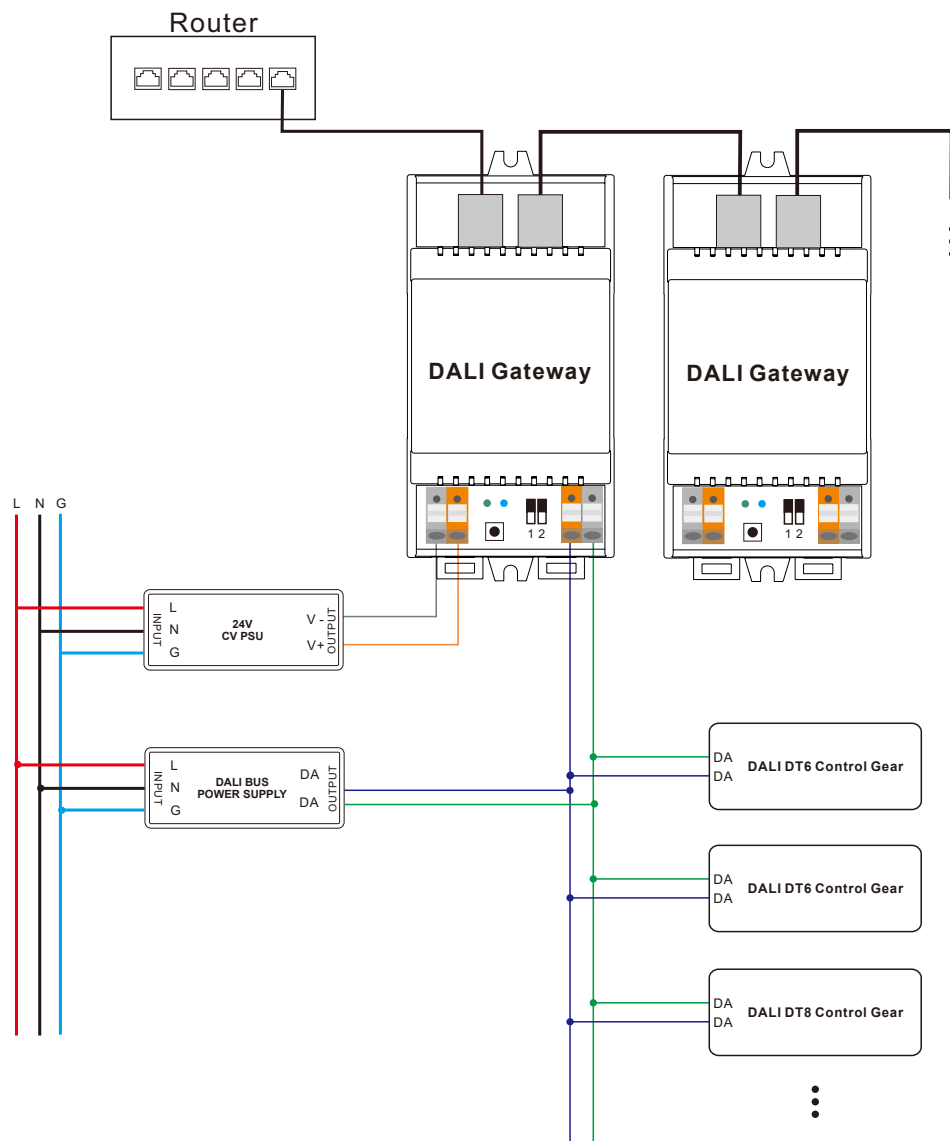 Router
DALI Gateway
DALI Gateway
1 2
1 2
L N G
L
N
G
INPUT
24V
CV PSU
V -
V+
OUTPUT
L
N
G
INPUT
DALI BUS
POWER SUPPLY
DA
DA
OUTPUT
DA
DA
DALI DT6 Control Gear
DA
DA
DALI DT6 Control Gear
DA
DA
DALI DT8 Control Gear